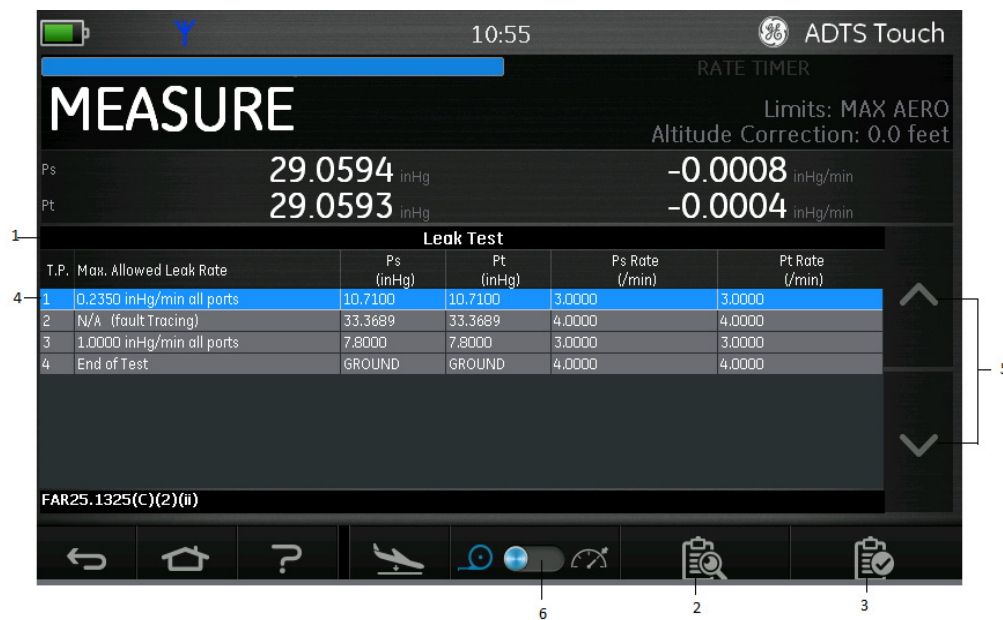 10:55 ADTS Touch
RATE TIMER
MEASURE
Limits: MAX AERO
Altitude Correction: 0.0 feet
Ps 29.0594 inHg -0.0008 inHg/min
Pt 29.0593 inHg -0.0004 inHg/min
1 Leak Test
T.P. Max. Allowed Leak Rate Ps (inHg) Pt (inHg) Ps Rate (/min) Pt Rate (/min)
4 1 0.2350 inHg/min all ports 10.7100 10.7100 3.0000 3.0000
2 N/A (fault Tracing) 33.3689 33.3689 4.0000 4.0000
3 1.0000 inHg/min all ports 7.8000 7.8000 3.0000 3.0000
4 End of Test GROUND GROUND 4.0000 4.0000
FAR25.1325(C)(2)(ii)
?
6 2 3